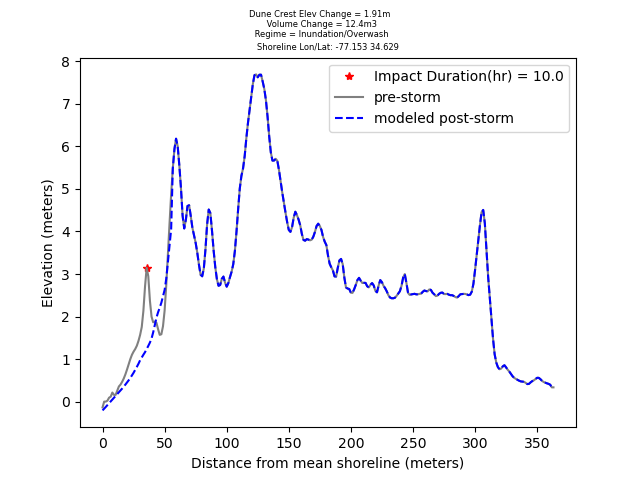 Dune Crest Elev Change = 1.91m
Volume Change = 12.4m3
Regime = Inundation/Overwash
Shoreline Lon/Lat: -77.153 34.629
8
7
6
5
4
3
2
1
0
Elevation (meters)
Impact Duration(hr) = 10.0
pre-storm
modeled post-storm
0 50 100 150 200 250 300 350
Distance from mean shoreline (meters)